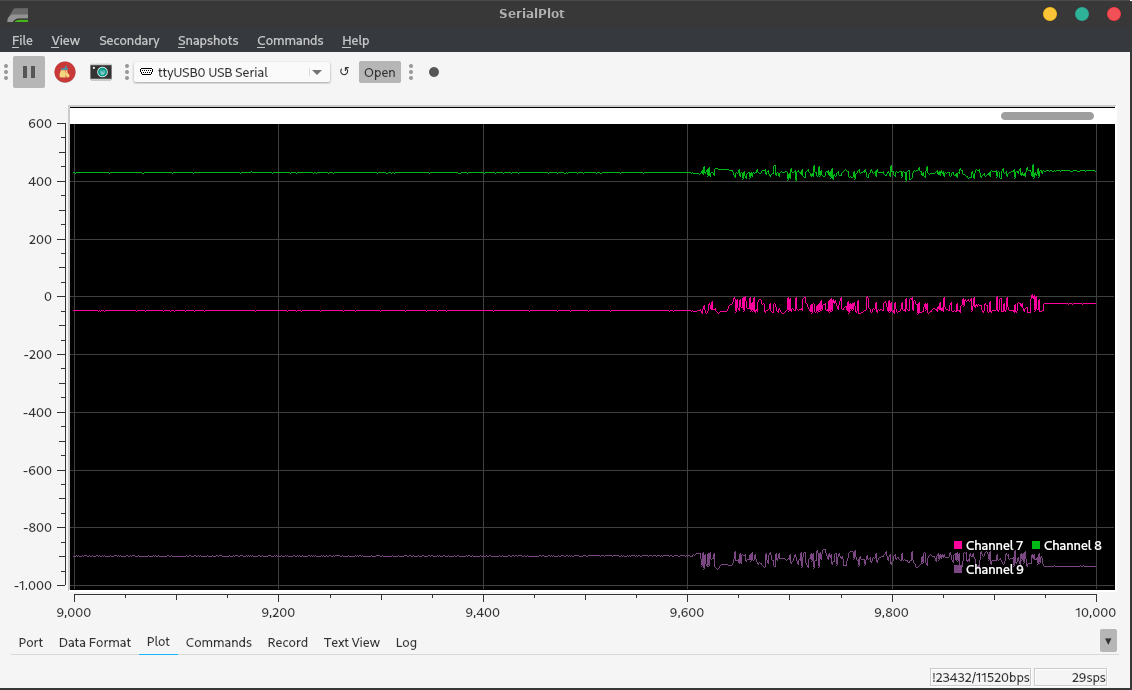 SerialPlot
File View Secondary Snapshots Commands Help
ttyUSB0 USB Serial Open
600
400
200
0
-200
-400
-600
-800
-1.000
Channel 7 Channel 8
Channel 9
9,000 9,200 9,400 9,600 9,800 10,000
Port Data Format Plot Commands Record Text View Log
!23432/11520bps 29sps